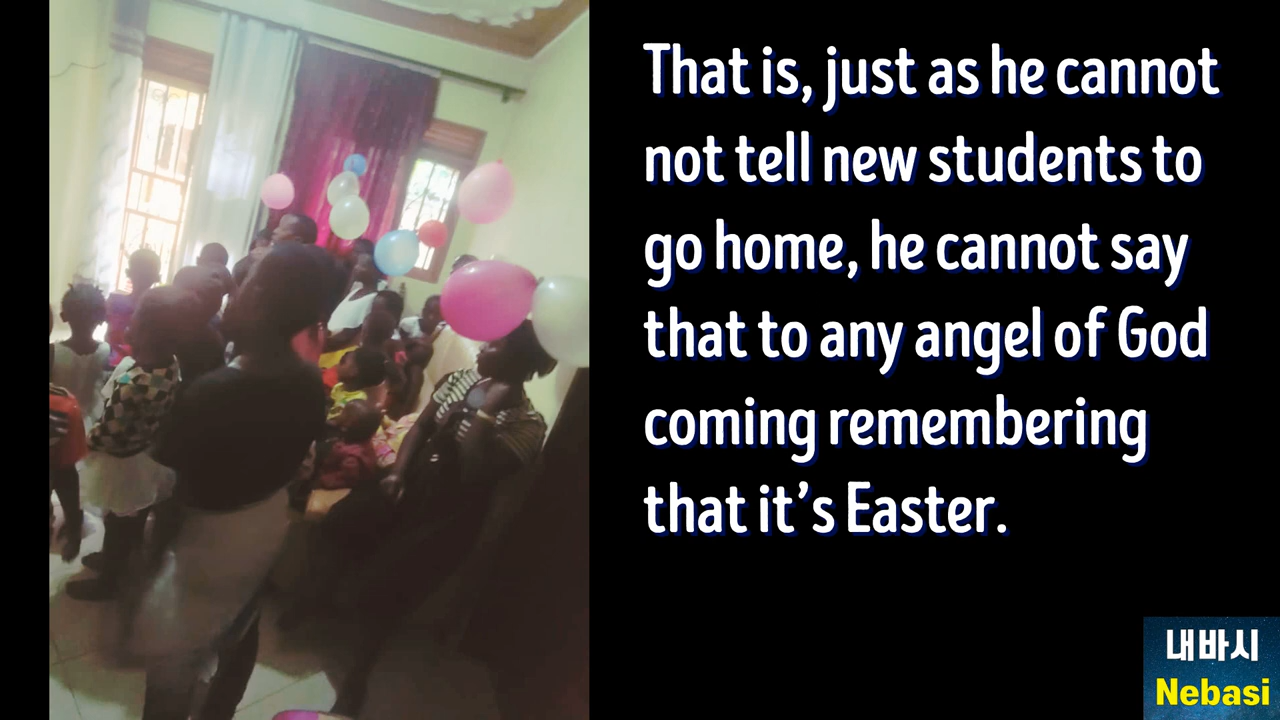 That is, just as he cannot
not tell new students to
go home, he cannot say
that to any angel of God
coming remembering
that it’s Easter.
내바시
Nebasi